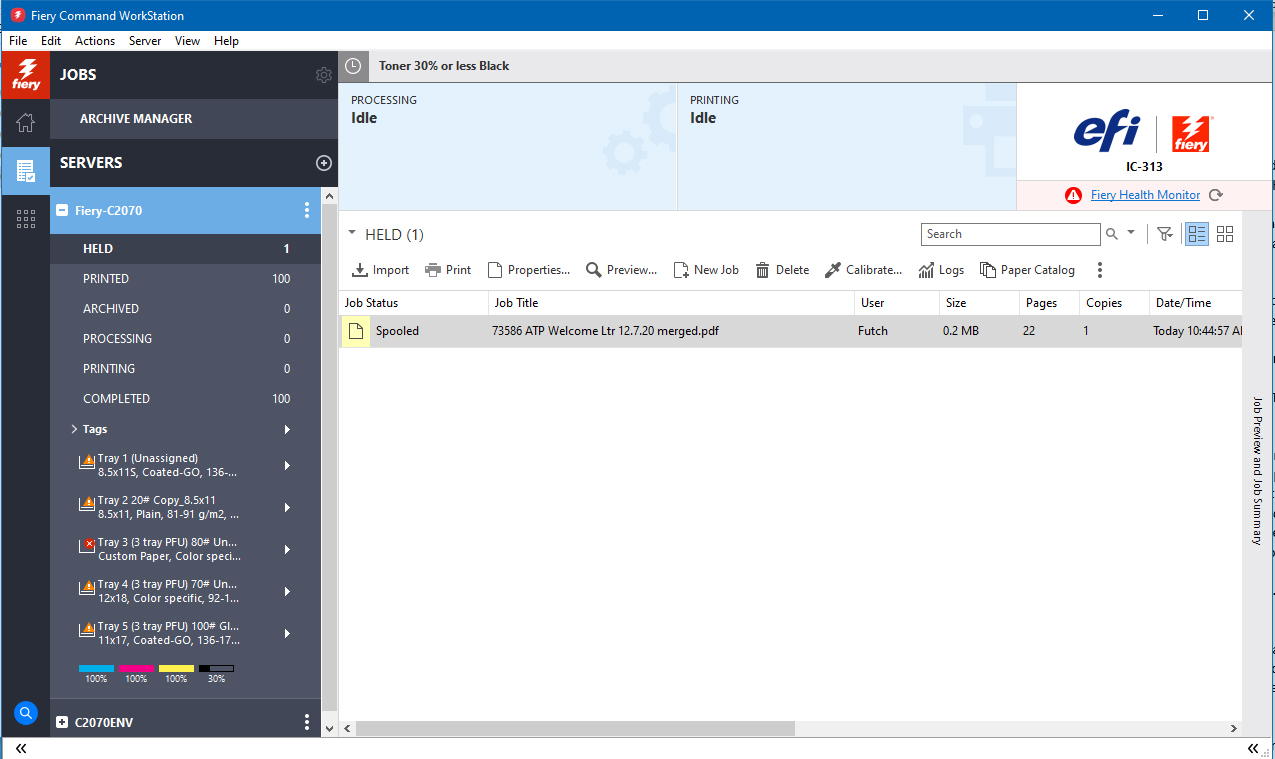 Fiery Command WorkStation
File Edit Actions Server View Help
fiery
JOBS
ARCHIVE MANAGER
SERVERS
Fiery-C2070
HELD 1
PRINTED 100
ARCHIVED 0
PROCESSING 0
PRINTING 0
COMPLETED 100
Tags
Tray 1 (Unassigned)
8.5x11S, Coated-GO, 136-...
Tray 2 20# Copy_8.5x11
8.5x11, Plain, 81-91 g/m2, ...
Tray 3 (3 tray PFU) 80# Un...
Custom Paper, Color speci...
Tray 4 (3 tray PFU) 70# Un...
12x18, Color specific, 92-1...
Tray 5 (3 tray PFU) 100# Gl...
11x17, Coated-GO, 136-17...
100% 100% 100% 30%
C2070ENV
Toner 30% or less Black
PROCESSING
Idle
PRINTING
Idle
efi fiery
IC-313
Fiery Health Monitor
HELD (1)
Search
Import Print Properties... Preview... New Job Delete Calibrate... Logs Paper Catalog
Job Status Job Title User Size Pages Copies Date/Time
Spooled 73586 ATP Welcome Ltr 12.7.20 merged.pdf Futch 0.2 MB 22 1 Today 10:44:57
Job Preview and Job Summary